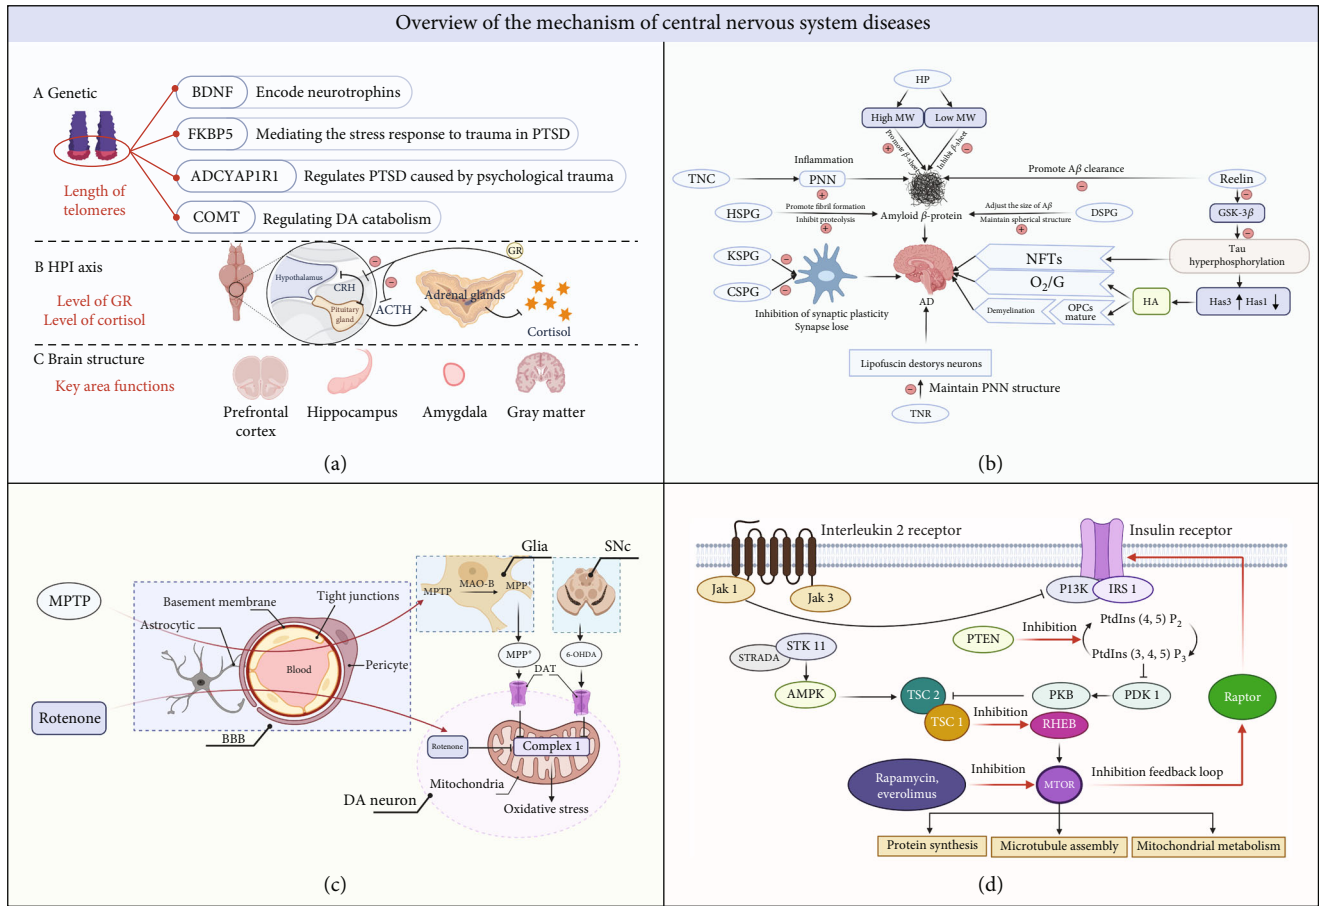 Overview of the mechanism of central nervous system diseases
A Genetic
BDNF
Encode neurotrophins
FKBP5
Mediating the stress response to trauma in PTSD
ADCYAP1R1
Regulates PTSD caused by psychological trauma
COMT
Regulating DA catabolism
Length of
telomeres
B HPI axis
Level of GR
Level of cortisol
Hypothalamus
CRH
Pituitary
gland
ACTH
Adrenal glands
GR
Cortisol
C Brain structure
Key area functions
Prefrontal
cortex
Hippocampus
Amygdala
Gray matter
(a)
HP
High MW
Low MW
Promote β-sheet
Inhibit β-sheet
TNC
Inflammation
PNN
Promote Aβ clearance
Reelin
HSPG
Promote fibril formation
Inhibit proteolysis
Amyloid β-protein
Adjust the size of Aβ
Maintain spherical structure
DSPG
GSK-3β
KSPG
CSPG
Inhibition of synaptic plasticity
Synapse lose
AD
NFTs
O2/G
Demyelination
OPCs
mature
HA
Tau
hyperphosphorylation
Has3
Has1
Lipofuscin destorys neurons
Maintain PNN structure
TNR
(b)
MPTP
Rotenone
Basement membrane
Tight junctions
Astrocytic
Blood
Pericyte
BBB
Glia
SNc
MAO-B
MPTP
MPP+
MPP+
6-OHDA
DAT
Rotenone
Complex 1
Mitochondria
Oxidative stress
DA neuron
(c)
Interleukin 2 receptor
Insulin receptor
Jak 1
Jak 3
P13K
IRS 1
PTEN
Inhibition
PtdIns (4, 5) P2
PtdIns (3, 4, 5) P3
STRADA
STK 11
AMPK
TSC 2
TSC 1
PKB
PDK 1
Inhibition
RHEB
Raptor
Rapamycin,
everolimus
Inhibition
MTOR
Inhibition feedback loop
Protein synthesis
Microtubule assembly
Mitochondrial metabolism
(d)